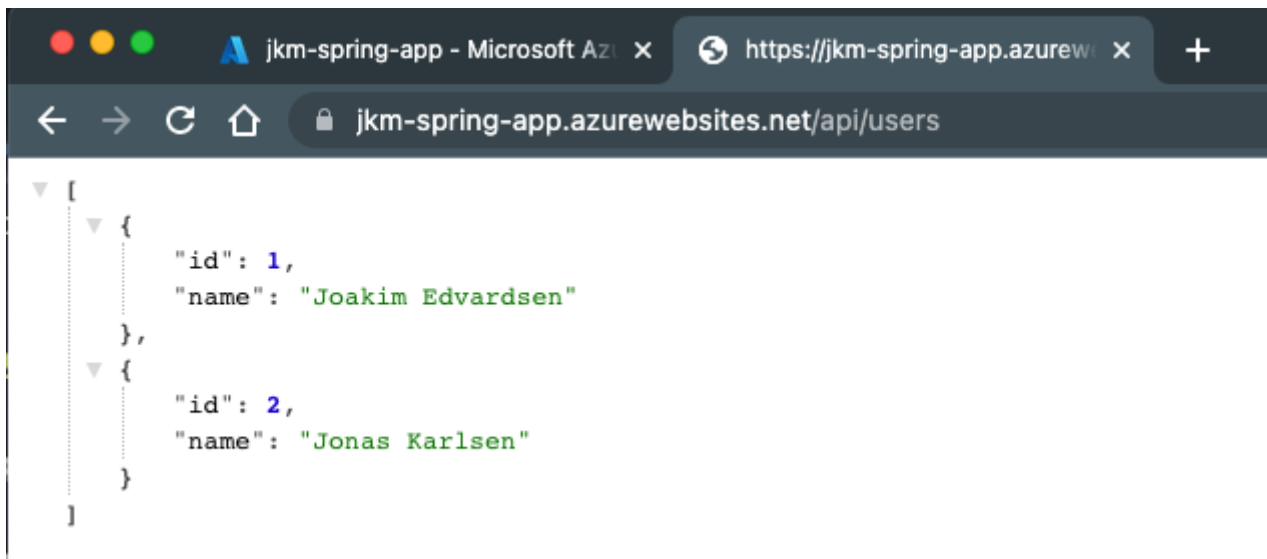 jkm-spring-app - Microsoft Az
https://jkm-spring-app.azurew
jkm-spring-app.azurewebsites.net/api/users
[
{
"id": 1,
"name": "Joakim Edvardsen"
},
{
"id": 2,
"name": "Jonas Karlsen"
}
]